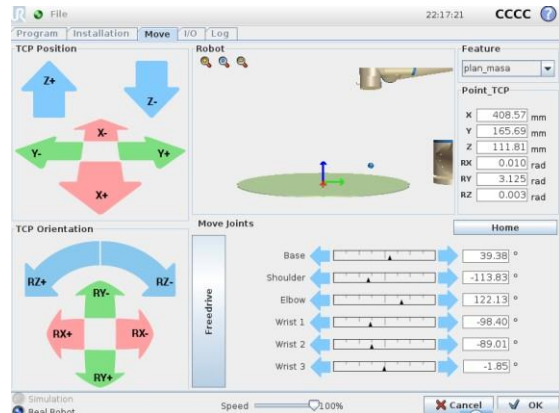 File 22:17:21 CCCC
Program Installation Move I/O Log
TCP Position
Z+
Z-
X-
Y-
Y+
X+
Robot
Feature
plan_masa
Point_TCP
X 408.57 mm
Y 165.69 mm
Z 111.81 mm
RX 0.010 rad
RY 3.125 rad
RZ 0.003 rad
TCP Orientation
RZ+
RZ-
RY-
RX+
RX-
RY+
Move Joints
Home
Freedrive
Base 39.38 °
Shoulder -113.83 °
Elbow 122.13 °
Wrist 1 -98.40 °
Wrist 2 -89.01 °
Wrist 3 -1.85 °
Simulation
Real Robot
Speed 100%
Cancel
OK